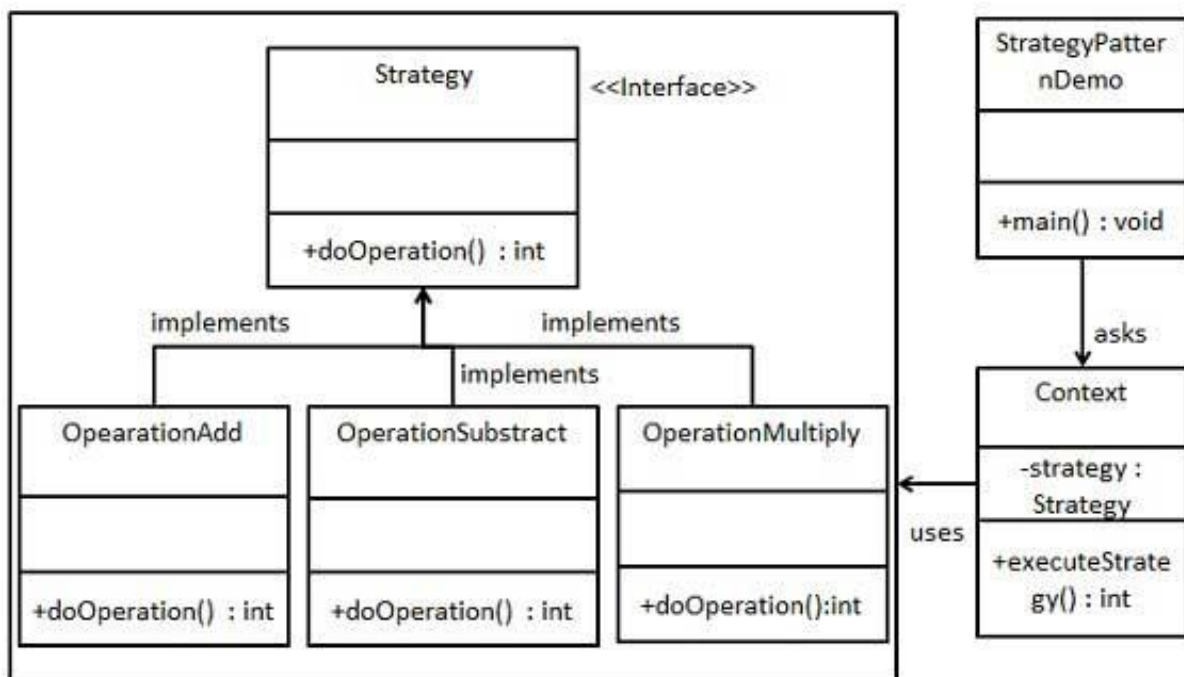 Strategy
<<Interface>>
+doOperation() : int
StrategyPatter
nDemo
+main() : void
implements
implements
implements
asks
OpearationAdd
+doOperation() : int
OperationSubstract
+doOperation() : int
OperationMultiply
+doOperation():int
uses
Context
-strategy :
Strategy
+executeStrate
gy() : int